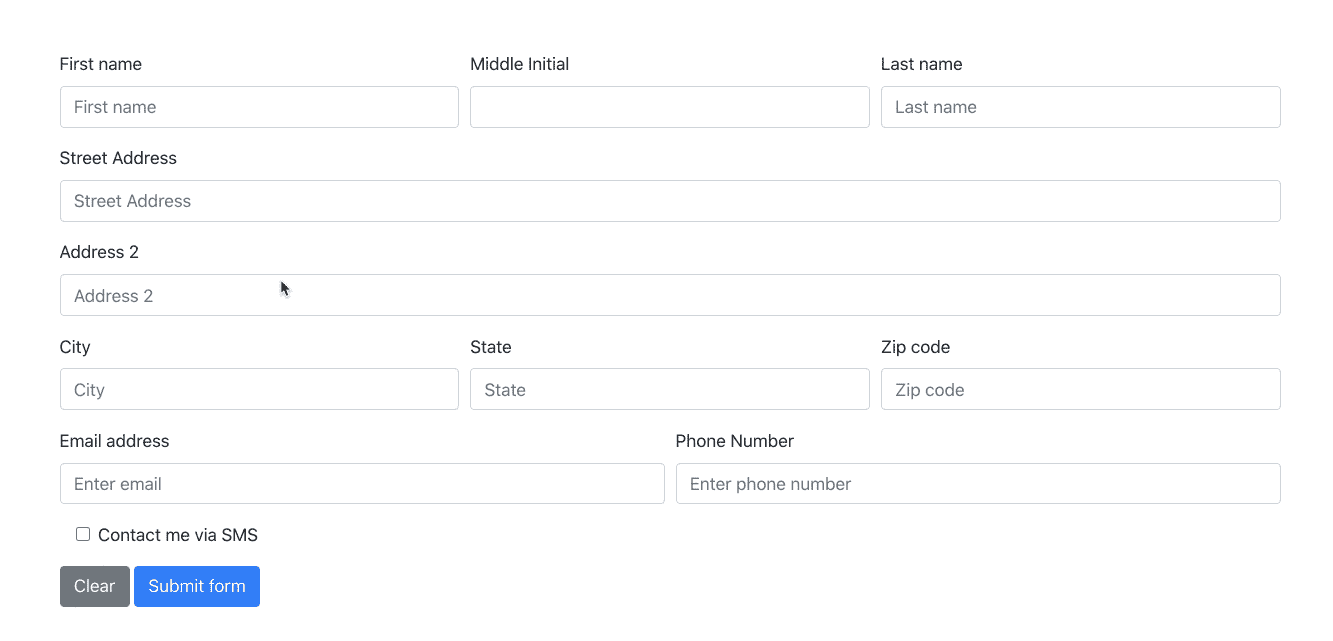 First name Middle Initial Last name
First name Last name
Street Address
Street Address
Address 2
Address 2
City State Zip code
City State Zip code
Email address Phone Number
Enter email Enter phone number
Contact me via SMS
Clear Submit form